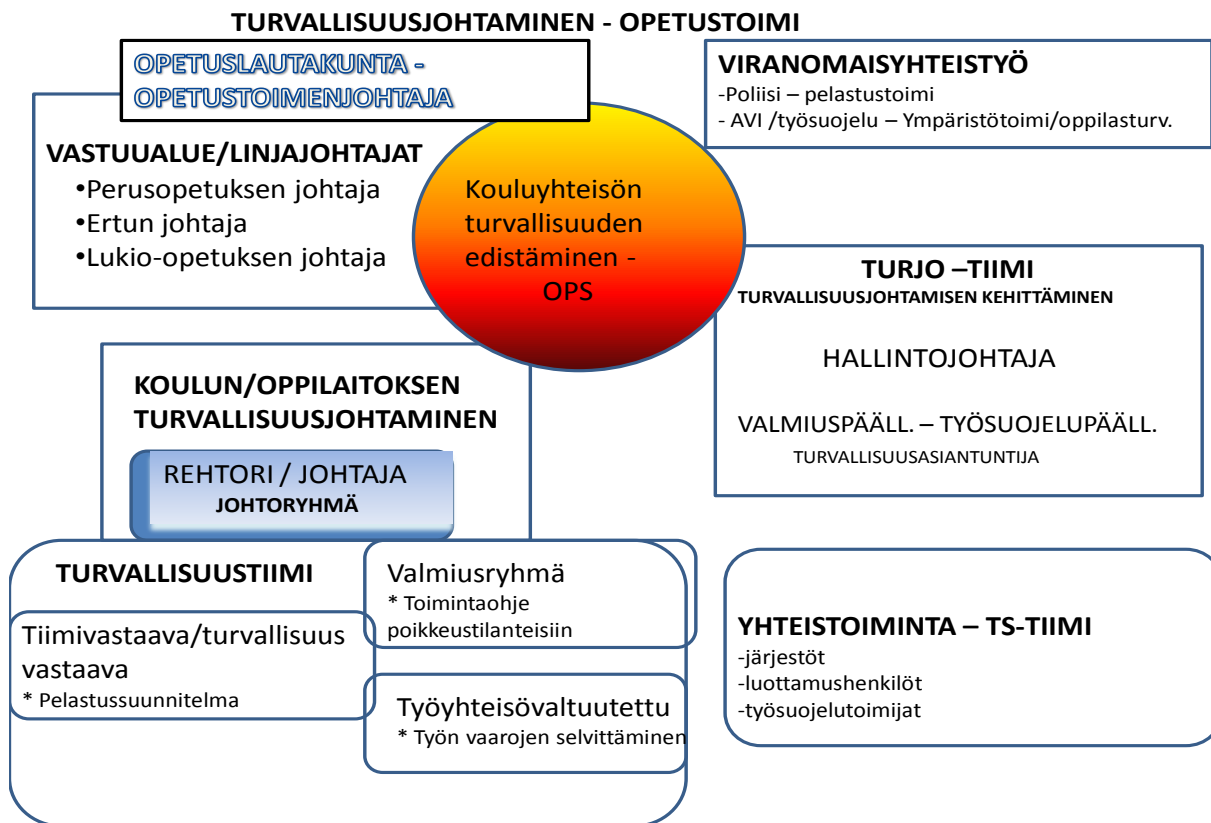 TURVALLISUUSJOHTAMINEN - OPETUSTOIMI
OPETUSLAUTAKUNTA -
OPETUSTOIMENJOHTAJA
VASTUUALUE/LINJAJOHTAJAT
•Perusopetuksen johtaja
•Ertun johtaja
•Lukio-opetuksen johtaja
Kouluyhteisön
turvallisuuden
edistäminen -
OPS
VIRANOMAISYHTEISTYÖ
-Poliisi – pelastustoimi
- AVI /työsuojelu – Ympäristötoimi/oppilasturv.
TURJO –TIIMI
TURVALLISUUSJOHTAMISEN KEHITTÄMINEN
HALLINTOJOHTAJA
VALMIUSPÄÄLL. – TYÖSUOJELUPÄÄLL.
TURVALLISUUSASIANTUNTIJA
KOULUN/OPPILAITOKSEN
TURVALLISUUSJOHTAMINEN
REHTORI / JOHTAJA
JOHTORYHMÄ
TURVALLISUUSTIIMI
Tiimivastaava/turvallisuus
vastaava
* Pelastussuunnitelma
Valmiusryhmä
* Toimintaohje
poikkeustilanteisiin
Työyhteisövaltuutettu
* Työn vaarojen selvittäminen
YHTEISTOIMINTA – TS-TIIMI
-järjestöt
-luottamushenkilöt
-työsuojelutoimijat